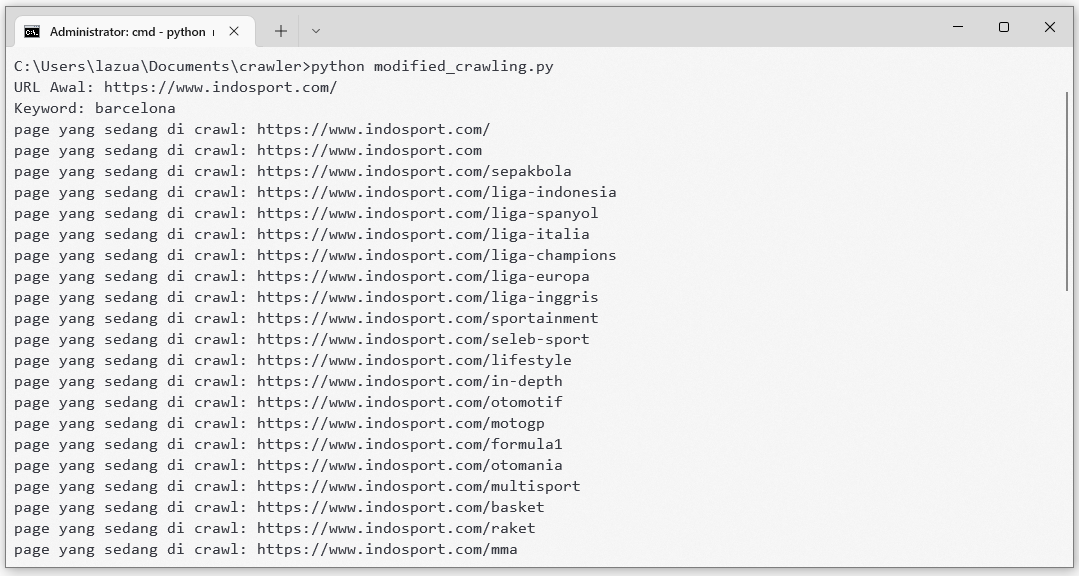 Administrator: cmd - python
C:\Users\lazua\Documents\crawler>python modified_crawling.py
URL Awal: https://www.indosport.com/
Keyword: barcelona
page yang sedang di crawl: https://www.indosport.com/
page yang sedang di crawl: https://www.indosport.com
page yang sedang di crawl: https://www.indosport.com/sepakbola
page yang sedang di crawl: https://www.indosport.com/liga-indonesia
page yang sedang di crawl: https://www.indosport.com/liga-spanyol
page yang sedang di crawl: https://www.indosport.com/liga-italia
page yang sedang di crawl: https://www.indosport.com/liga-champions
page yang sedang di crawl: https://www.indosport.com/liga-europa
page yang sedang di crawl: https://www.indosport.com/liga-inggris
page yang sedang di crawl: https://www.indosport.com/sportainment
page yang sedang di crawl: https://www.indosport.com/seleb-sport
page yang sedang di crawl: https://www.indosport.com/lifestyle
page yang sedang di crawl: https://www.indosport.com/in-depth
page yang sedang di crawl: https://www.indosport.com/otomotif
page yang sedang di crawl: https://www.indosport.com/motogp
page yang sedang di crawl: https://www.indosport.com/formula1
page yang sedang di crawl: https://www.indosport.com/otomania
page yang sedang di crawl: https://www.indosport.com/multisport
page yang sedang di crawl: https://www.indosport.com/basket
page yang sedang di crawl: https://www.indosport.com/raket
page yang sedang di crawl: https://www.indosport.com/mma